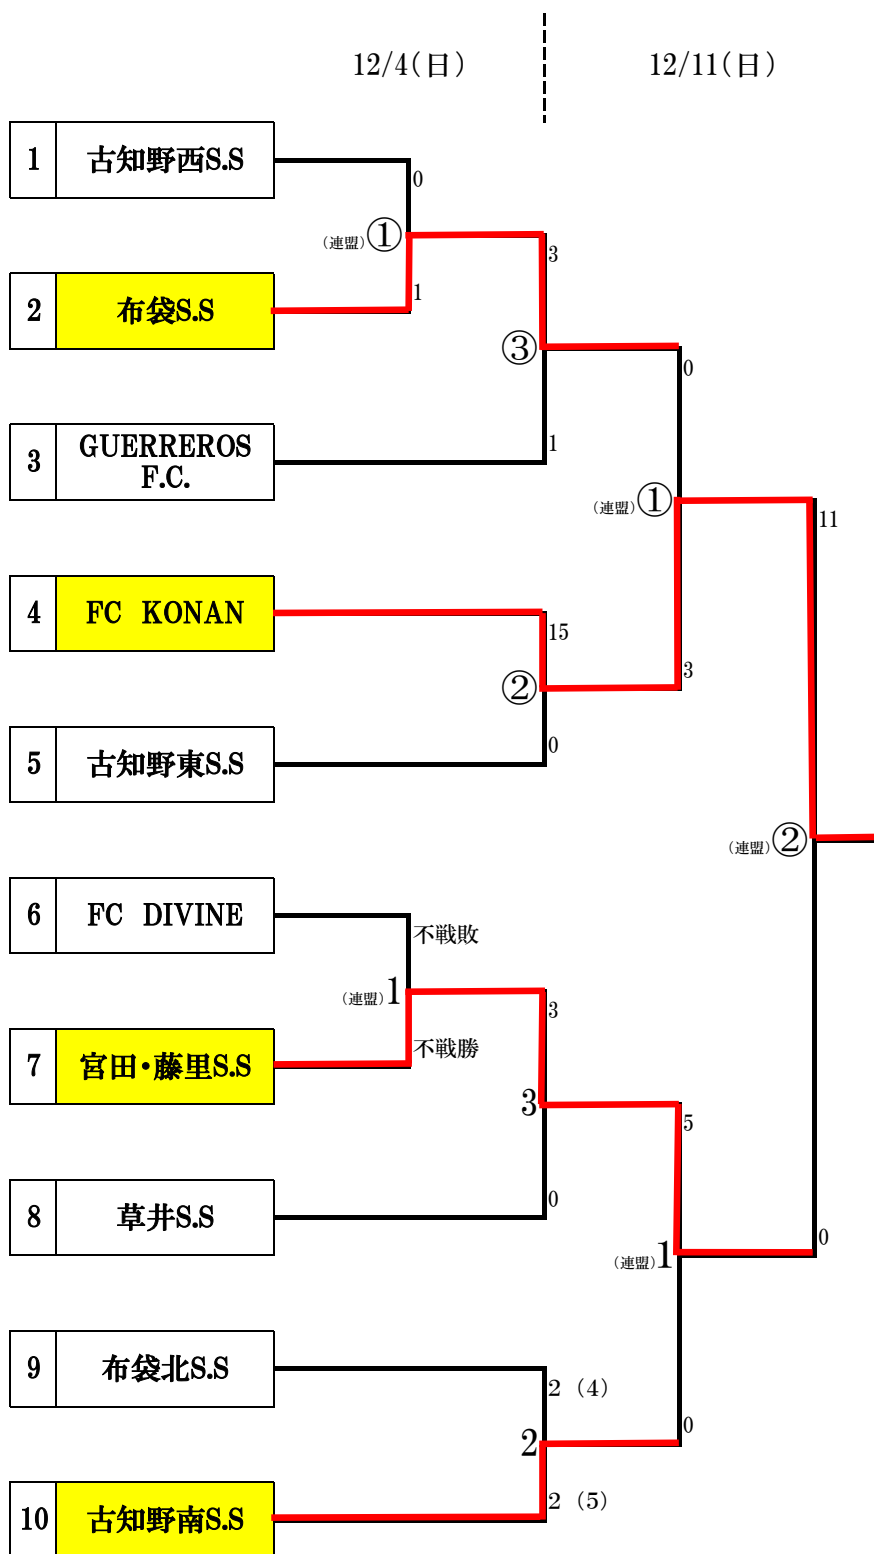 12/4(日)
12/11(日)
1 古知野西S.S
0
(連盟)①
3
1
2 布袋S.S
③
0
3 GUERREROS
F.C.
1
(連盟)①
11
4 FC KONAN
15
②
3
0
5 古知野東S.S
(連盟)②
6 FC DIVINE
不戦敗
(連盟)1
3
不戦勝
7 宮田・藤里S.S
3
5
0
8 草井S.S
0
(連盟)1
9 布袋北S.S
2 (4)
0
2
2 (5)
10 古知野南S.S